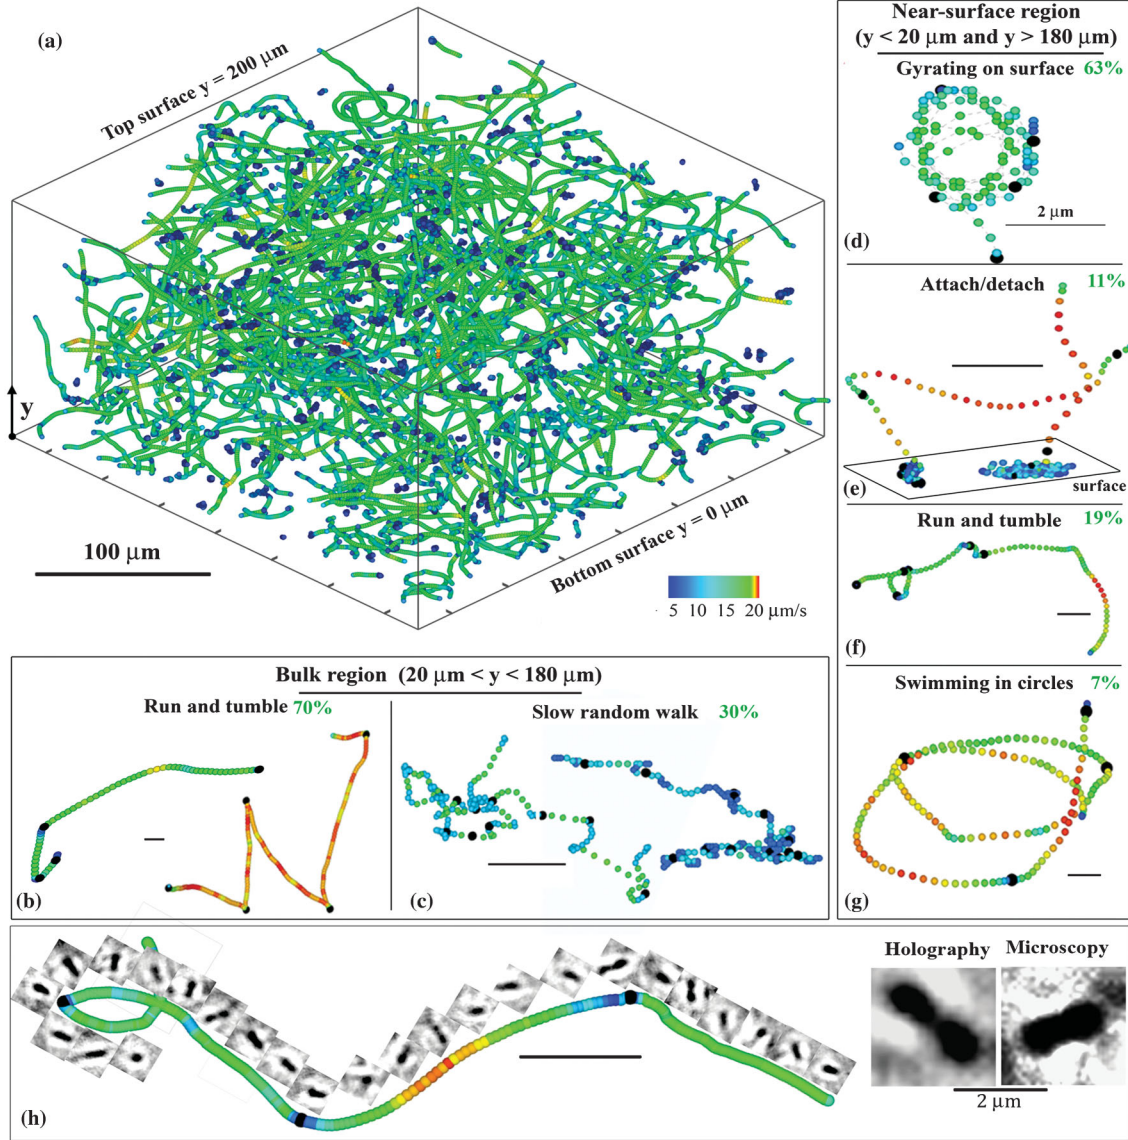 (a)
Top surface y = 200 μm
y
100 μm
Bottom surface y = 0 μm
5 10 15 20 μm/s
Near-surface region
(y < 20 μm and y > 180 μm)
Gyrating on surface 63%
2 μm
(d)
Attach/detach 11%
(e)
surface
Run and tumble 19%
(f)
Swimming in circles 7%
(g)
Bulk region (20 μm < y < 180 μm)
Run and tumble 70%
(b)
Slow random walk 30%
(c)
(h)
Holography Microscopy
2 μm